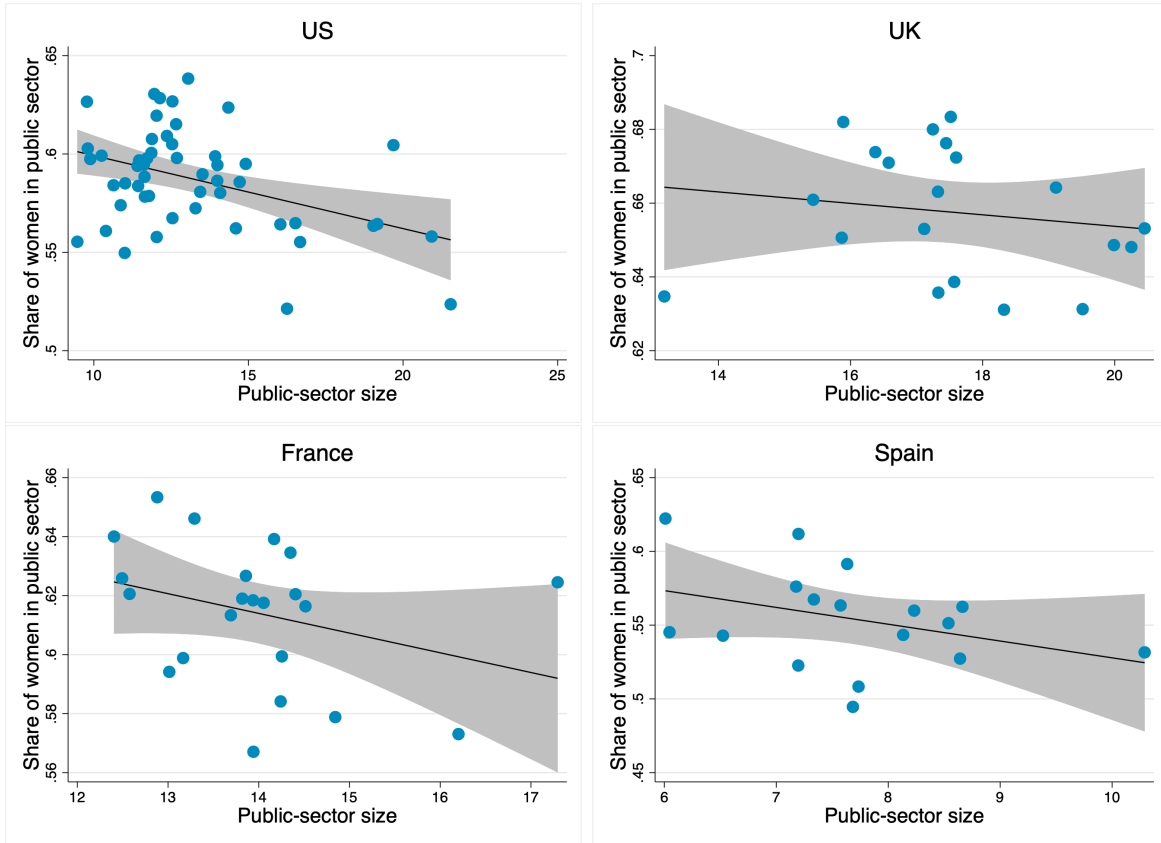 US
Share of women in public sector
.65
.6
.55
.5
10 15 20 25
Public-sector size
UK
Share of women in public sector
.7
.68
.66
.64
.62
14 16 18 20
Public-sector size
France
Share of women in public sector
.66
.64
.62
.6
.58
.56
12 13 14 15 16 17
Public-sector size
Spain
Share of women in public sector
.65
.6
.55
.5
.45
6 7 8 9 10
Public-sector size